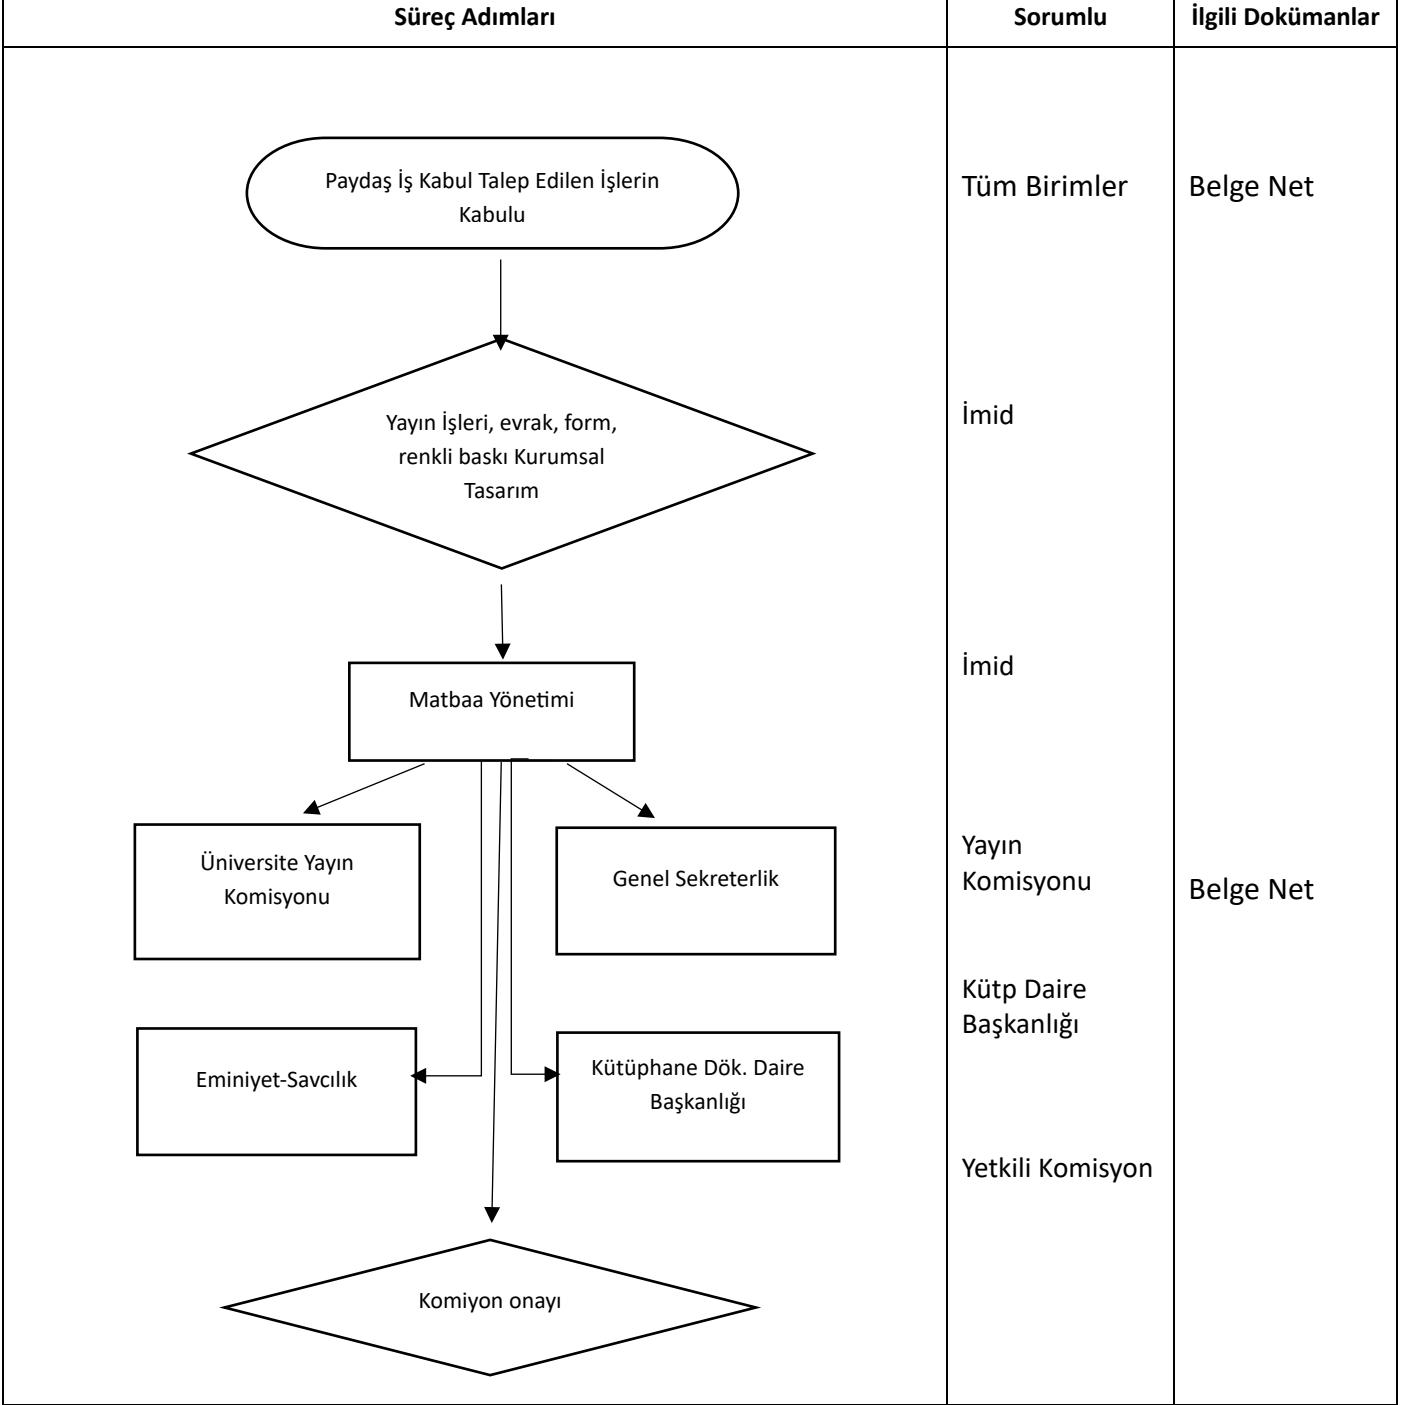 Süreç Adımları
Sorumlu
İlgili Dokümanlar
Paydaş İş Kabul Talep Edilen İşlerin
Kabulu
Tüm Birimler
Belge Net
Yayın İşleri, evrak, form,
renkli baskı Kurumsal
Tasarım
İmid
Matbaa Yönetimi
İmid
Üniversite Yayın
Komisyonu
Genel Sekreterlik
Yayın
Komisyonu
Belge Net
Eminiyet-Savcılık
Kütüphane Dök. Daire
Başkanlığı
Kütp Daire
Başkanlığı
Yetkili Komisyon
Komiyon onayı